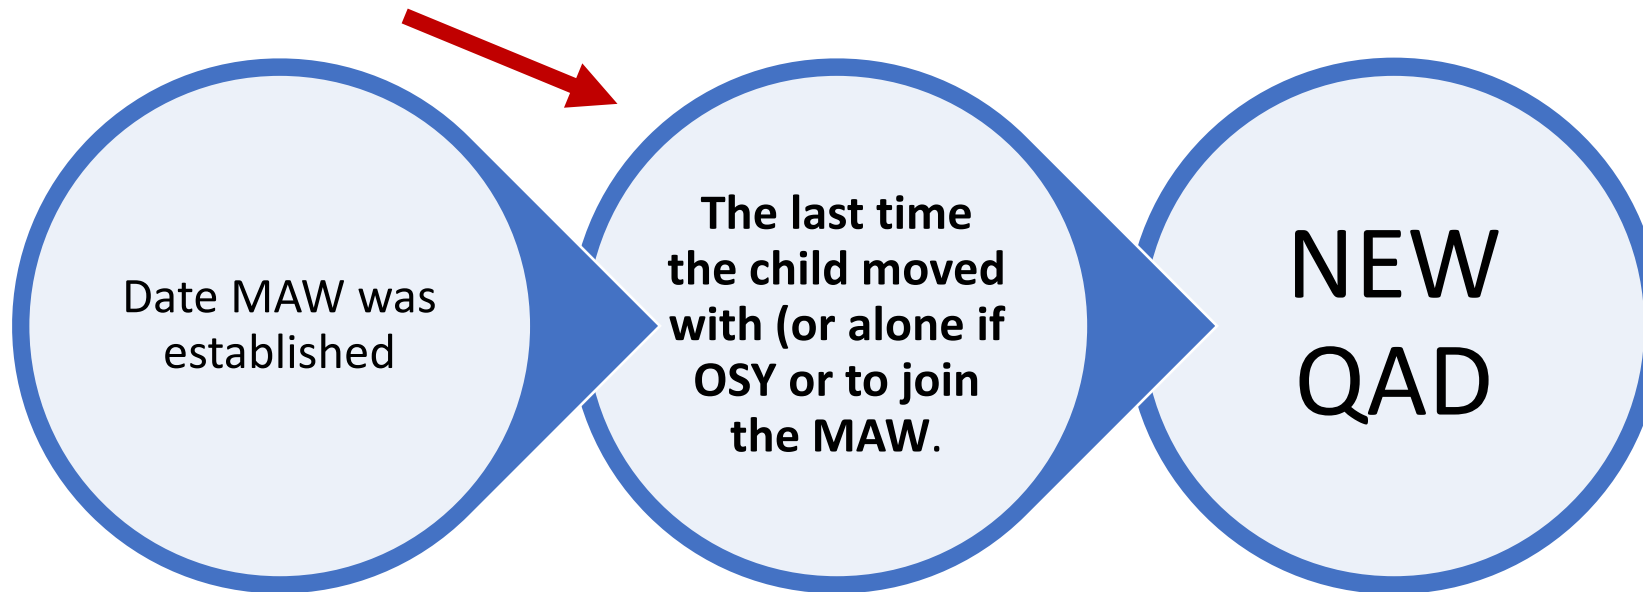 Date MAW was
established
The last time
the child moved
with (or alone if
OSY or to join
the MAW.
NEW
QAD